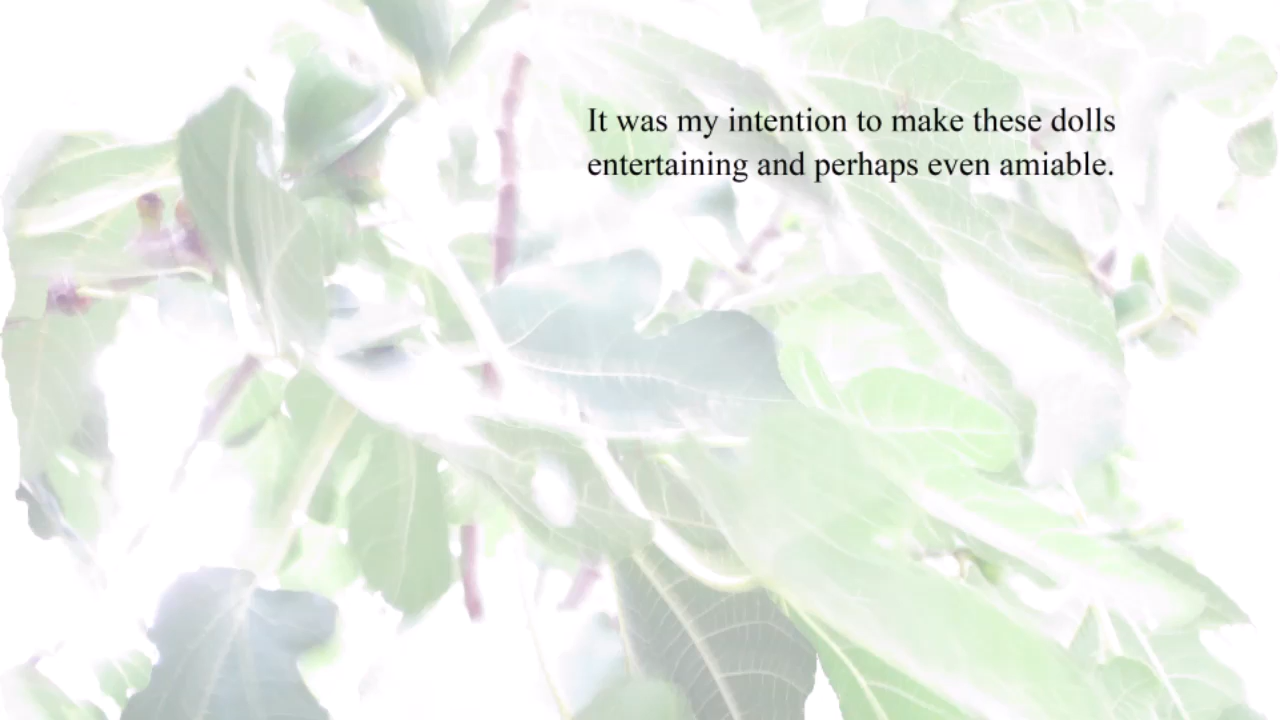 It was my intention to make these dolls
entertaining and perhaps even amiable.